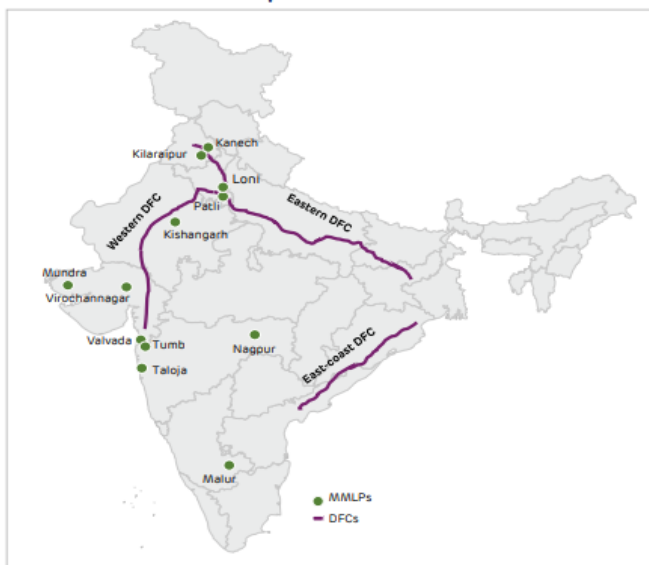 Kanech
Kilaraipur
Loni
Patli
Eastern DFC
Western DFC
Kishangarh
Mundra
Virochannagar
Valvada
Tumb
Nagpur
East-coast DFC
Taloja
Malur
MMLPs
DFCs